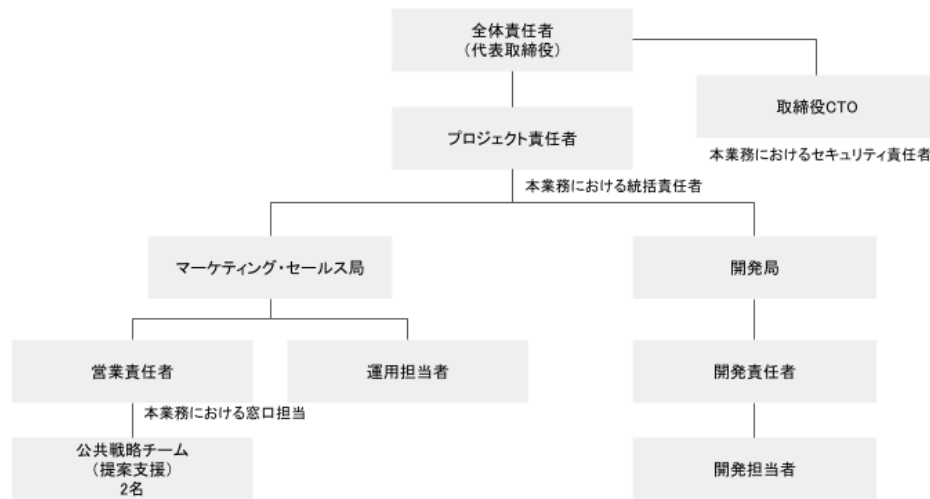 全体責任者
（代表取締役）
取締役CTO
本業務におけるセキュリティ責任者
プロジェクト責任者
本業務における統括責任者
マーケティング・セールス局
開発局
営業責任者
運用担当者
開発責任者
本業務における窓口担当
公共戦略チーム
（提案支援）
2名
開発担当者